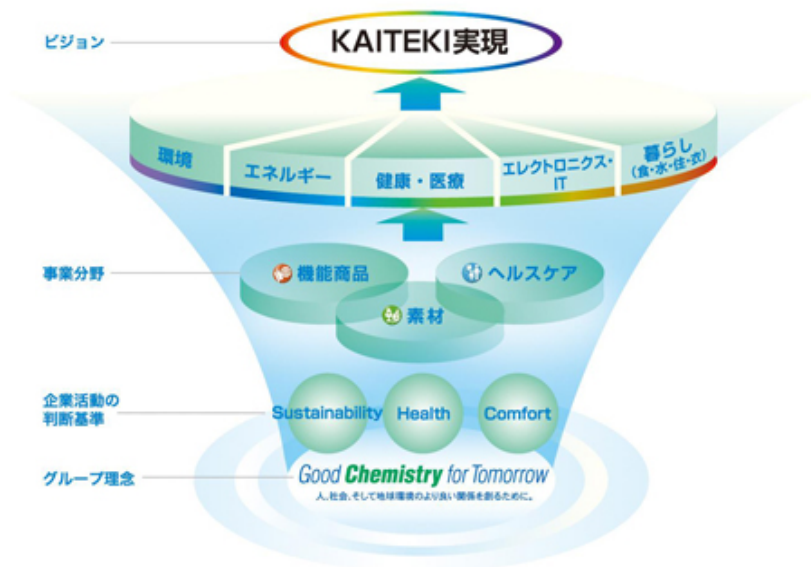 ビジョン
KAITEKI実現
環境
エネルギー
健康・医療
エレクトロニクス・
IT
暮らし
(食・水・住・衣)
事業分野
機能商品
ヘルスケア
素材
企業活動の
判断基準
Sustainability
Health
Comfort
グループ理念
Good Chemistry for Tomorrow
人、社会、そして地球環境のより良い関係を創るために。